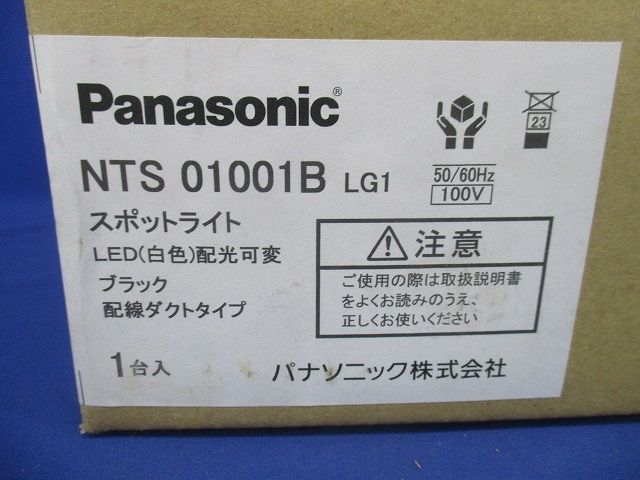 Panasonic®
NTS 01001B LG1
23
50/60Hz
100V
スポットライト
LED(白色)配光可変
ブラック
配線ダクトタイプ
注意
ご使用の際は取扱説明書
をよくお読みのうえ、
正しくお使いください
1台入
パナソニック株式会社